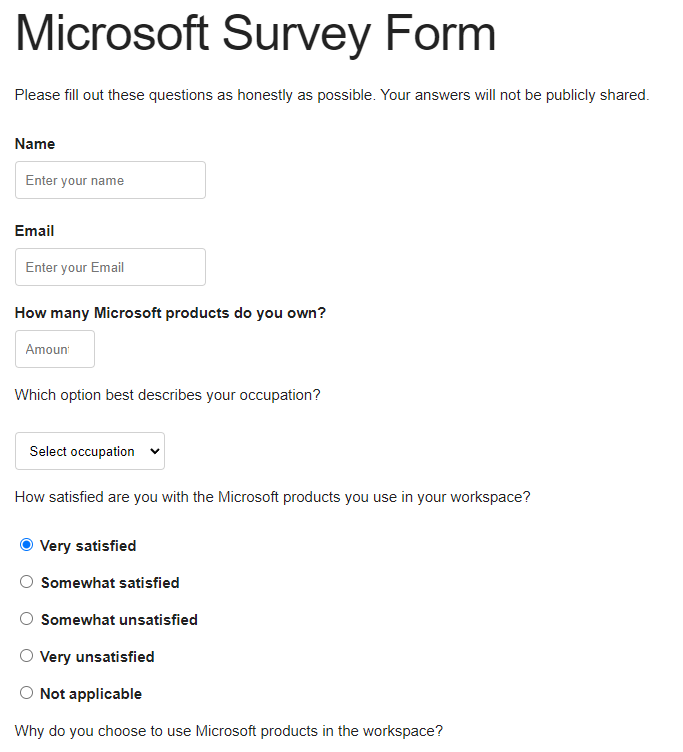 Microsoft Survey Form
Please fill out these questions as honestly as possible. Your answers will not be publicly shared.
Name
Enter your name
Email
Enter your Email
How many Microsoft products do you own?
Amoun
Which option best describes your occupation?
Select occupation
How satisfied are you with the Microsoft products you use in your workspace?
Very satisfied
Somewhat satisfied
Somewhat unsatisfied
Very unsatisfied
Not applicable
Why do you choose to use Microsoft products in the workspace?